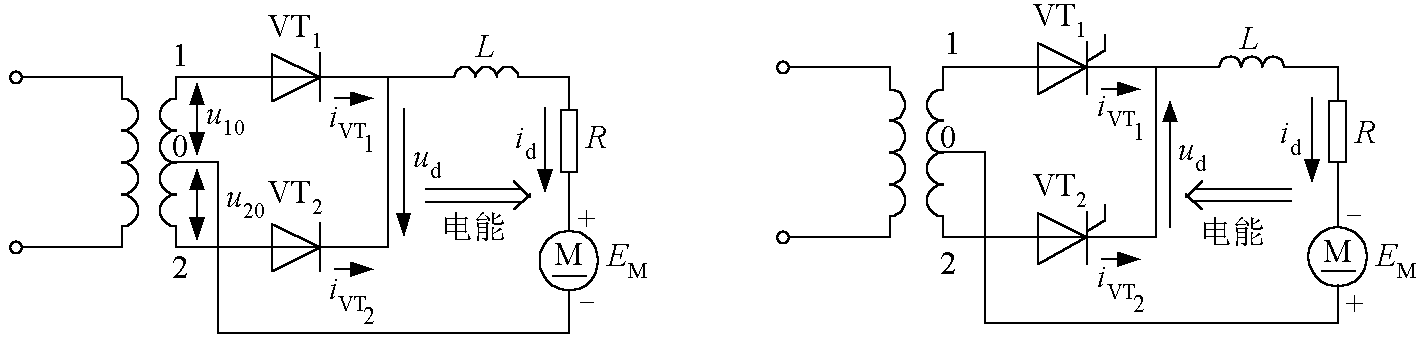 VT1
1
L
u10
iVT1
0
R
id
ud
u20
VT2
电能
+
M
EM
2
iVT2
−
VT1
1
L
iVT1
0
R
id
ud
VT2
电能
−
M
EM
2
iVT2
+